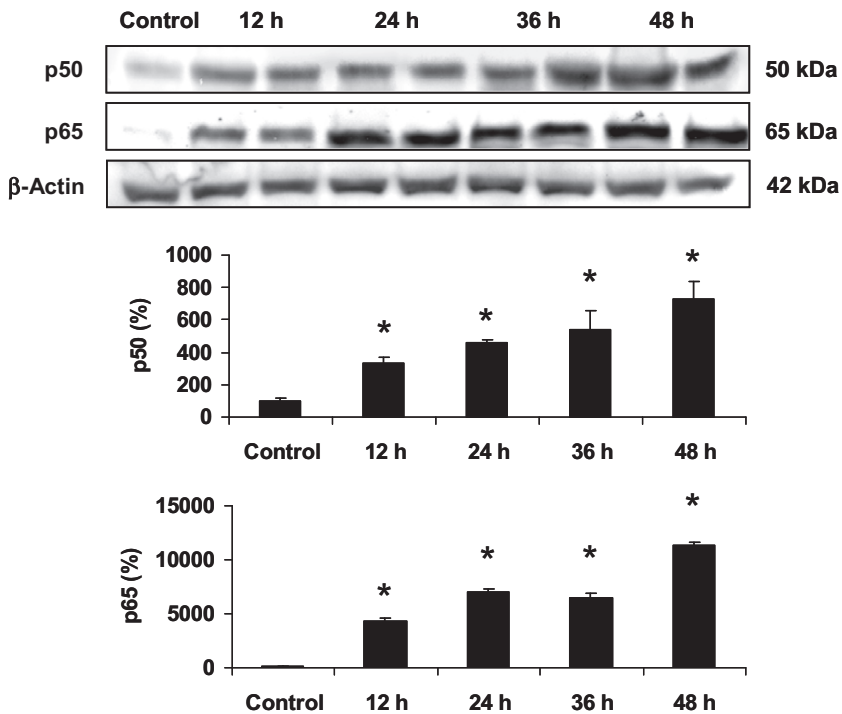 Control 12 h 24 h 36 h 48 h
p50 50 kDa
p65 65 kDa
β-Actin 42 kDa
1000
800
600
400
200
0
p50 (%)
* * * *
Control 12 h 24 h 36 h 48 h
15000
10000
5000
0
p65 (%)
* * * *
Control 12 h 24 h 36 h 48 h